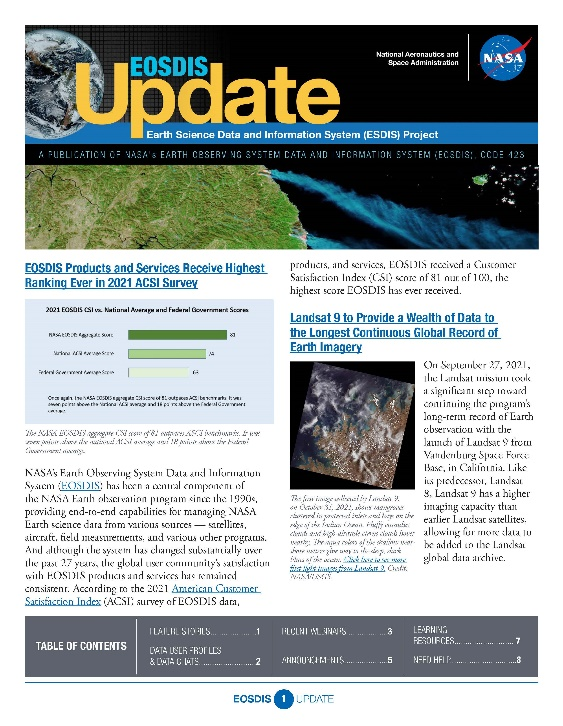 National Aeronautics and
Space Administration
NASA
EOSDIS
Update
Earth Science Data and Information System (ESDIS) Project
A PUBLICATION OF NASA's EARTH OBSERVING SYSTEM DATA AND INFORMATION SYSTEM (EOSDIS), CODE 423
EOSDIS Products and Services Receive Highest
Ranking Ever in 2021 ACSI Survey
2021 EOSDIS CSI vs. National Average and Federal Government Scores
NASA EOSDIS Aggregate Score 81
National ACSI Average Score 74
Federal Government Average Score 63
Once again, the NASA EOSDIS aggregate CSI score of 81 outpaces ACSI benchmarks. It was
seven points above the national ACSI average and 18 points above the Federal Government
average.
The NASA EOSDIS aggregate CSI score of 81 outpaces ACSI benchmarks. It was
seven points above the national ACSI average and 18 points above the Federal
Government average.
NASA's Earth Observing System Data and Information
System (EOSDIS) has been a central component of
the NASA Earth observation program since the 1990s,
providing end-to-end capabilities for managing NASA
Earth science data from various sources — satellites,
aircraft, field measurements, and various other programs.
And although the system has changed substantially over
the past 27 years, the global user community's satisfaction
with EOSDIS products and services has remained
consistent. According to the 2021 American Customer
Satisfaction Index (ACSI) survey of EOSDIS data,
products, and services, EOSDIS received a Customer
Satisfaction Index (CSI) score of 81 out of 100, the
highest score EOSDIS has ever received.
Landsat 9 to Provide a Wealth of Data to
the Longest Continuous Global Record of
Earth Imagery
The first image collected by Landsat 9,
on October 31, 2021, shows mangroves
clustered in protected inlets and bays on the
edge of the Indian Ocean. Fluffy cumulus
clouds and high-altitude cirrus clouds hover
nearby. The aqua colors of the shallow near-
shore waters give way to the deep, dark
blues of the ocean. Click here to see more
first light images from Landsat 9. Credit:
NASA/USGS
On September 27, 2021,
the Landsat mission took
a significant step toward
continuing the program's
long-term record of Earth
observation with the
launch of Landsat 9 from
Vandenburg Space Force
Base, in California. Like
its predecessor, Landsat
8, Landsat 9 has a higher
imaging capacity than
earlier Landsat satellites,
allowing for more data to
be added to the Landsat
global data archive.
TABLE OF CONTENTS
FEATURE STORIES....................1
DATA USER PROFILES
& DATA CHATS........................ 2
RECENT WEBINARS.................3
ANNOUNCEMENTS..................5
LEARNING
RESOURCES.......................... 7
NEED HELP............................8
EOSDIS 1 UPDATE